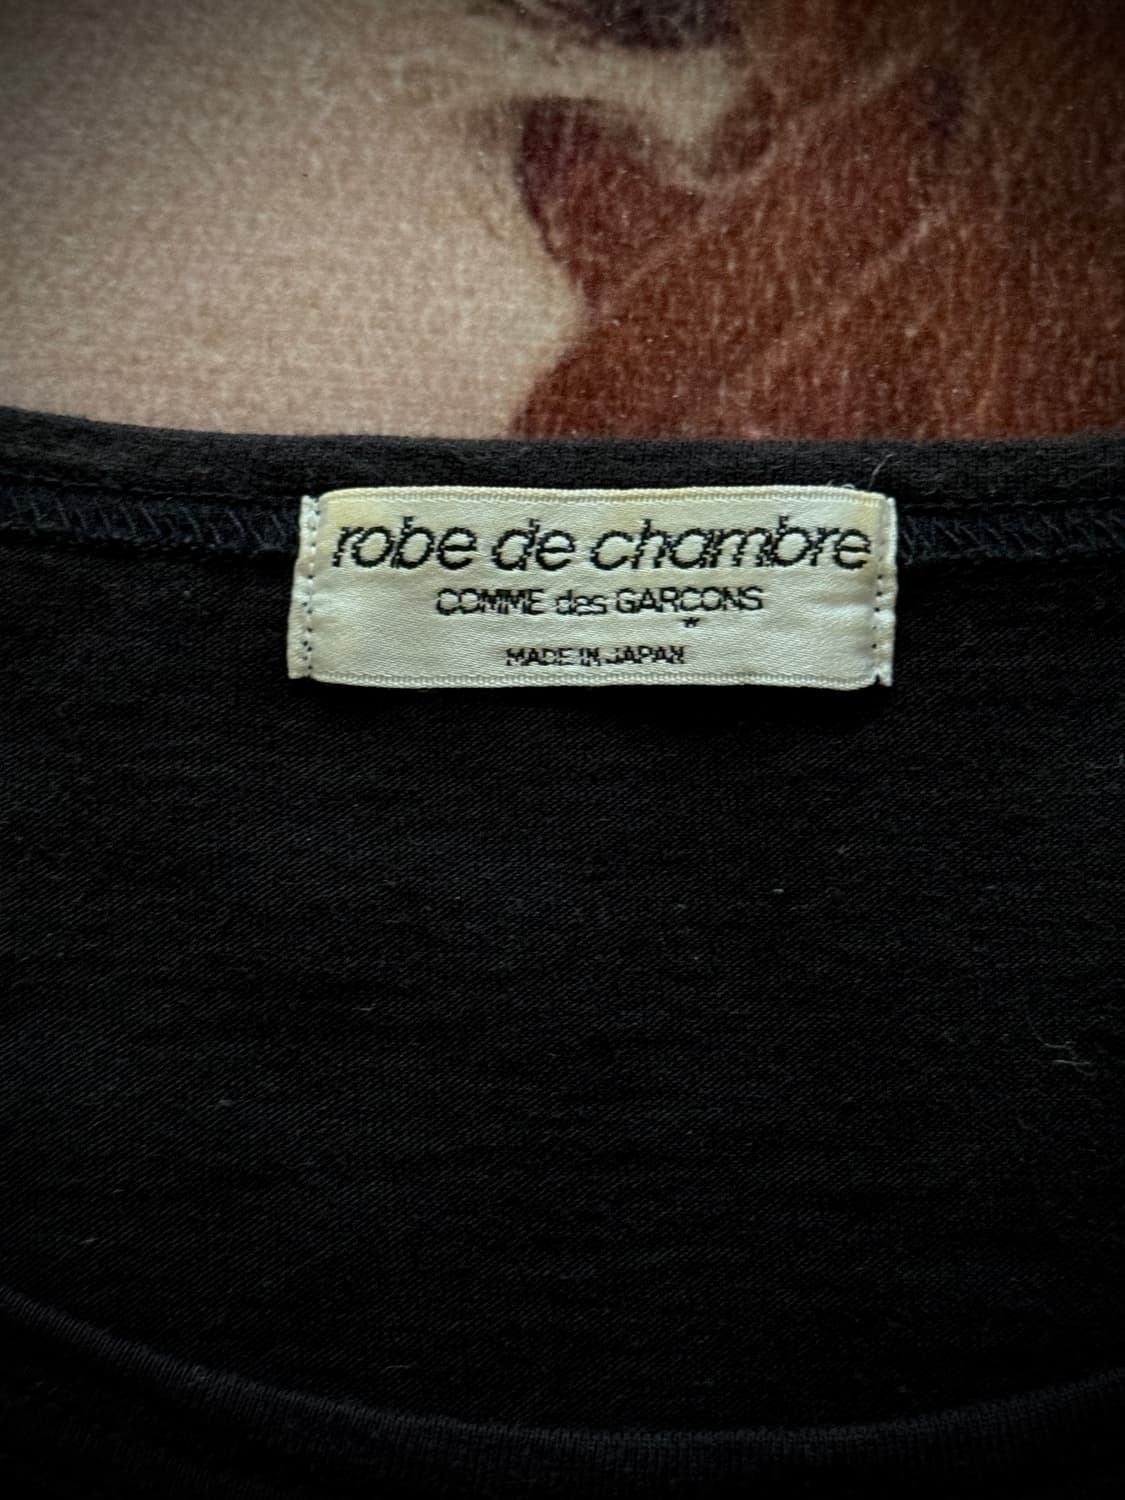 robe de chambre
COMME des GARÇONS
MADE IN JAPAN